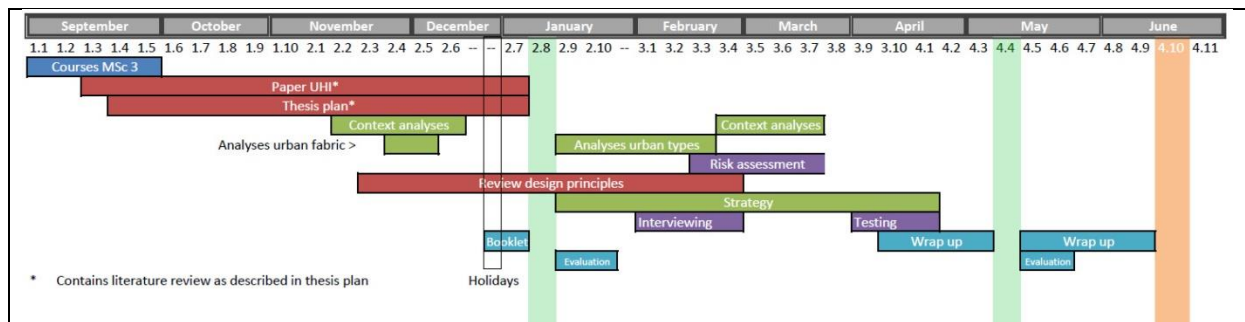 September October November December January February March April May June
1.1 1.2 1.3 1.4 1.5 1.6 1.7 1.8 1.9 1.10 2.1 2.2 2.3 2.4 2.5 2.6 -- -- 2.7 2.8 2.9 2.10 -- 3.1 3.2 3.3 3.4 3.5 3.6 3.7 3.8 3.9 3.10 4.1 4.2 4.3 4.4 4.5 4.6 4.7 4.8 4.9 4.10 4.11
Courses MSc 3
Paper UHI*
Thesis plan*
Context analyses Context analyses
Analyses urban fabric > Analyses urban types
Risk assessment
Review design principles
Strategy
Interviewing Testing
Booklet Wrap up Wrap up
Evaluation Evaluation
* Contains literature review as described in thesis plan Holidays